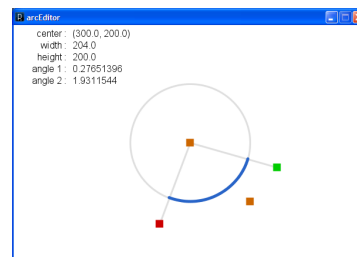 arcEditor
center : (300.0, 200.0)
width : 204.0
height : 200.0
angle 1 : 0.27651396
angle 2 : 1.9311544